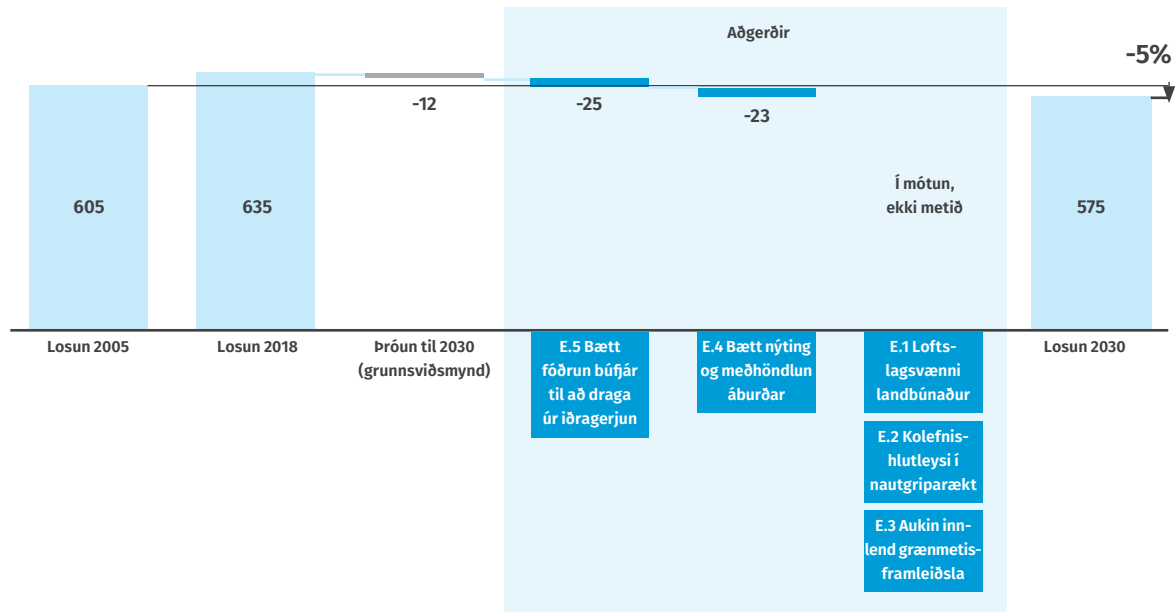 Aðgerðir
-5%
-12
-25
-23
605
635
Í mótun,
ekki metið
575
Losun 2005
Losun 2018
Þróun til 2030
(grunnsviðsmynd)
E.5 Bætt
fóðrun búfjár
til að draga
úr iðragerjun
E.4 Bætt nýting
og meðhöndlun
áburðar
E.1 Lofts-
lagsvænni
landbúnaður
E.2 Kolefnis-
hlutleysi í
nautgriparækt
E.3 Aukin inn-
lend grænmetis-
framleiðsla
Losun 2030